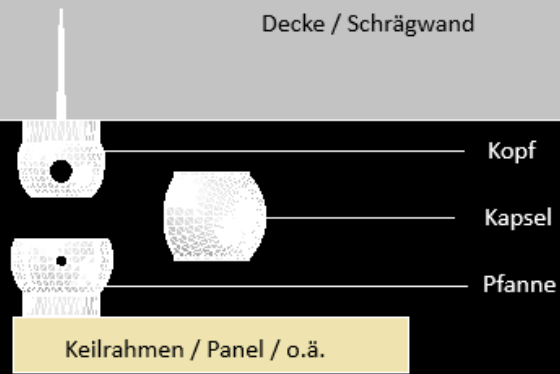 Decke / Schrägwand
Kopf
Kapsel
Pfanne
Keilrahmen / Panel / o.ä.